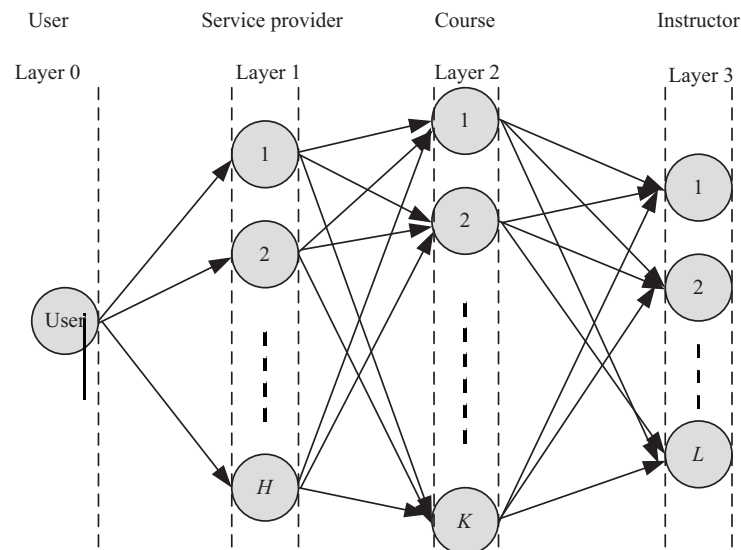 User Service provider Course Instructor
Layer 0 Layer 1 Layer 2 Layer 3
1
1
1
2
2
2
User
H
L
K